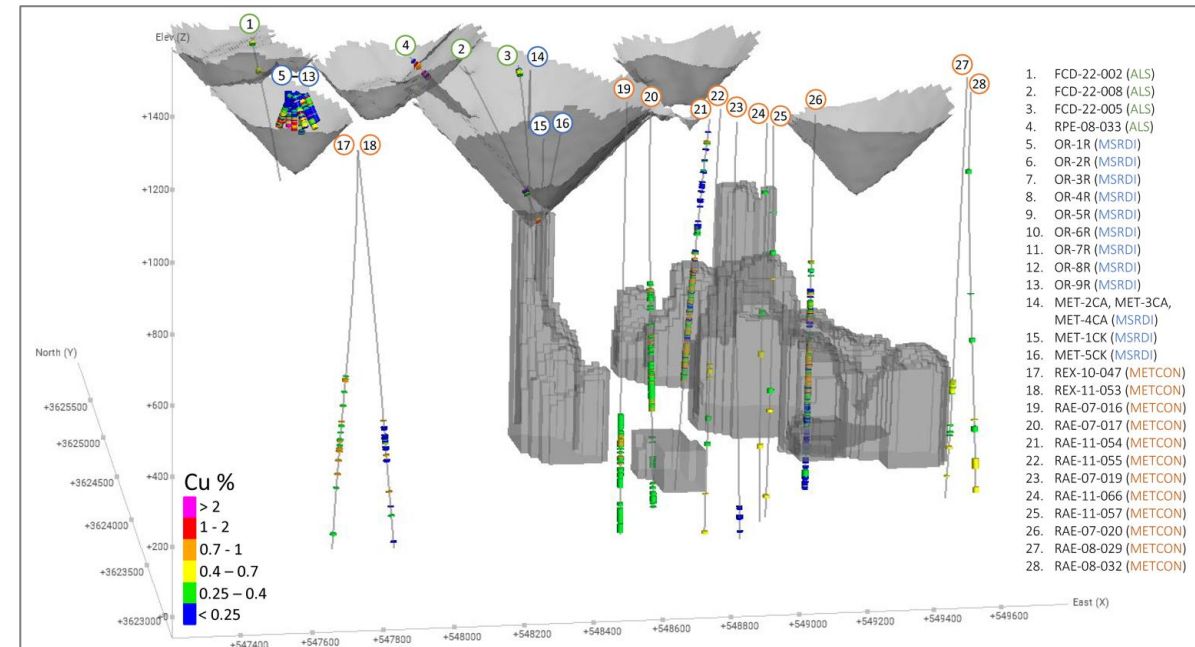 1
4
2
3
14
5
13
27
28
19
20
21
22
23
24
25
26
15
16
17
18
Elev (Z)
+1400
+1200
+1000
+800
+600
+400
+200
+0
North (Y)
+3625500
+3625000
+3624500
+3624000
+3623500
+3623000
East (X)
+547400
+547600
+547800
+548000
+548200
+548400
+548600
+548800
+549000
+549200
+549400
+549600
Cu %
> 2
1 - 2
0.7 - 1
0.4 – 0.7
0.25 – 0.4
< 0.25
1. FCD-22-002 (ALS)
2. FCD-22-008 (ALS)
3. FCD-22-005 (ALS)
4. RPE-08-033 (ALS)
5. OR-1R (MSRDI)
6. OR-2R (MSRDI)
7. OR-3R (MSRDI)
8. OR-4R (MSRDI)
9. OR-5R (MSRDI)
10. OR-6R (MSRDI)
11. OR-7R (MSRDI)
12. OR-8R (MSRDI)
13. OR-9R (MSRDI)
14. MET-2CA, MET-3CA,
MET-4CA (MSRDI)
15. MET-1CK (MSRDI)
16. MET-5CK (MSRDI)
17. REX-10-047 (METCON)
18. REX-11-053 (METCON)
19. RAE-07-016 (METCON)
20. RAE-07-017 (METCON)
21. RAE-11-054 (METCON)
22. RAE-11-055 (METCON)
23. RAE-07-019 (METCON)
24. RAE-11-066 (METCON)
25. RAE-11-057 (METCON)
26. RAE-07-020 (METCON)
27. RAE-08-029 (METCON)
28. RAE-08-032 (METCON)